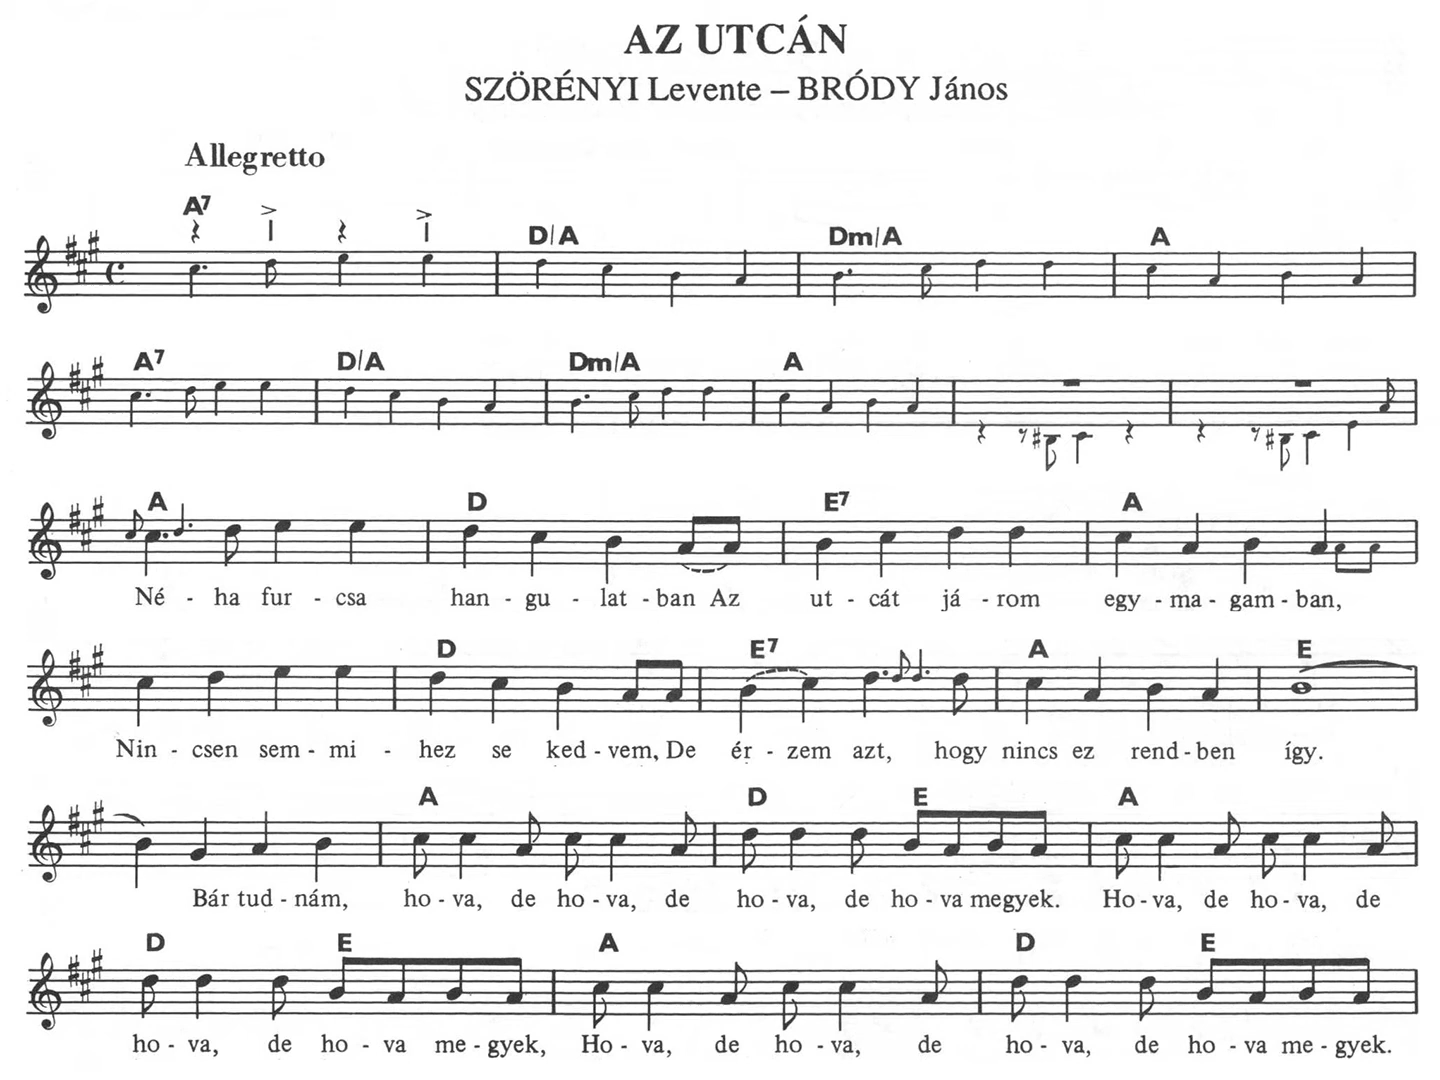 AZ UTCÁN
SZÖRÉNYI Levente – BRÓDY János
Allegretto
A7 D/A Dm/A A
A7 D/A Dm/A A
A D E7 A
Né - ha fur - csa han - gu - lat - ban Az ut - cát já - rom egy - ma - gam - ban,
D E7 A E
Nin - csen sem - mi - hez se ked - vem, De ér - zem azt, hogy nincs ez rend - ben így.
A D E A
Bár tud - nám, ho - va, de ho - va, de ho - va, de ho - va megyek. Ho - va, de ho - va, de
D E A D E
ho - va, de ho - va me - gyek, Ho - va, de ho - va, de ho - va, de ho - va me - gyek.